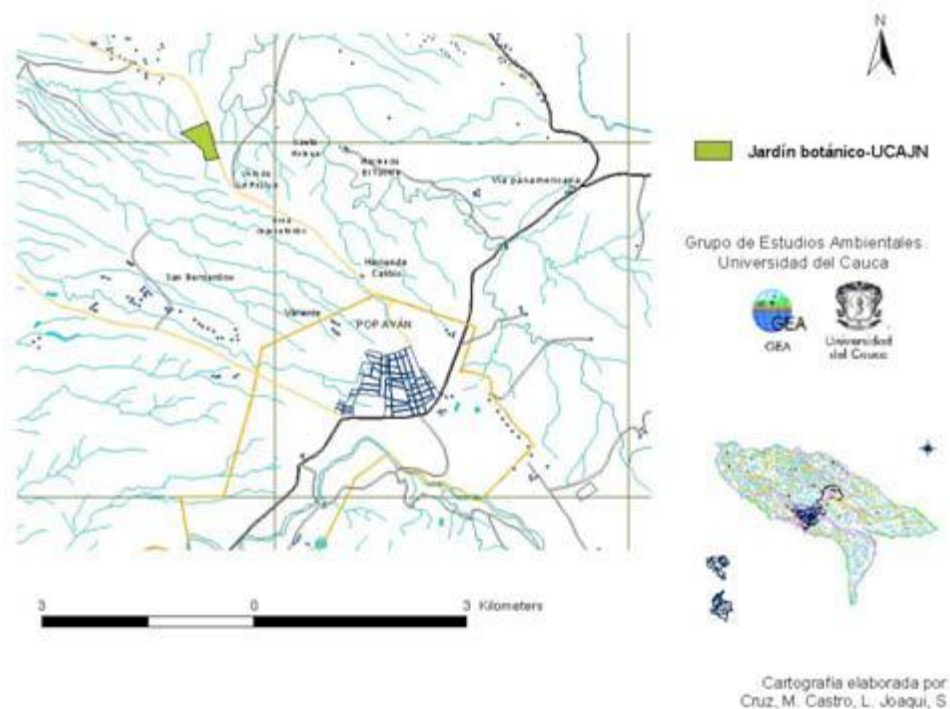 N
Jardín botánico-UCAJN
Grupo de Estudios Ambientales
Universidad del Cauca
GEA
GEA
Universidad
del Cauca
Vía panamericana
Hacienda
Calibío
San Bernardino
POPAYÁN
3 0 3 Kilometers
Cartografía elaborada por
Cruz, M. Castro, L. Joaqui, S